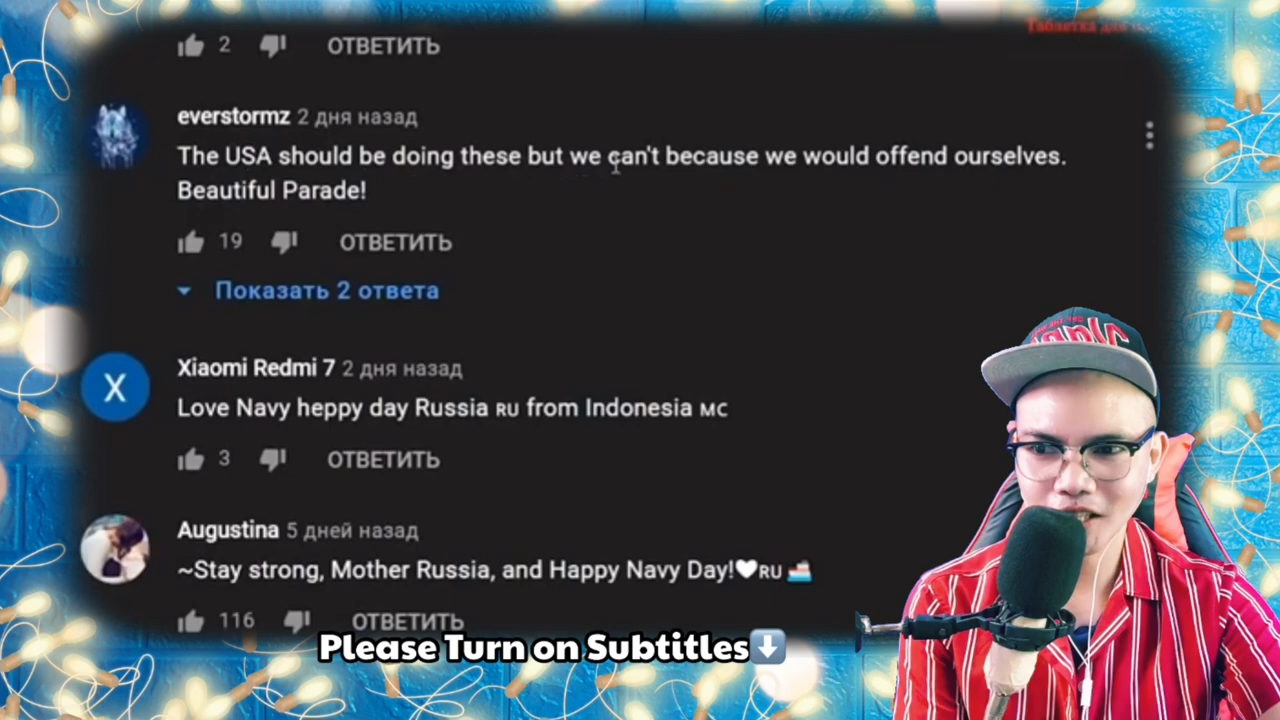 Таблетка для
2 ОТВЕТИТЬ
everstormz 2 дня назад
The USA should be doing these but we can't because we would offend ourselves.
Beautiful Parade!
19 ОТВЕТИТЬ
Показать 2 ответа
X
Xiaomi Redmi 7 2 дня назад
Love Navy heppy day Russia RU from Indonesia MC
3 ОТВЕТИТЬ
Augustina 5 дней назад
~Stay strong, Mother Russia, and Happy Navy Day!🤍RU 🚢
116 ОТВЕТИТЬ
Please Turn on Subtitles⬇️